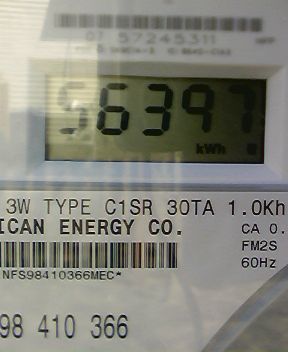 07 57245311
56397
kWh
3W TYPE C1SR 30TA 1.0Kh
ICAN ENERGY CO.
CA 0.
FM2S
60Hz
NFS98410366MEC*
98 410 366